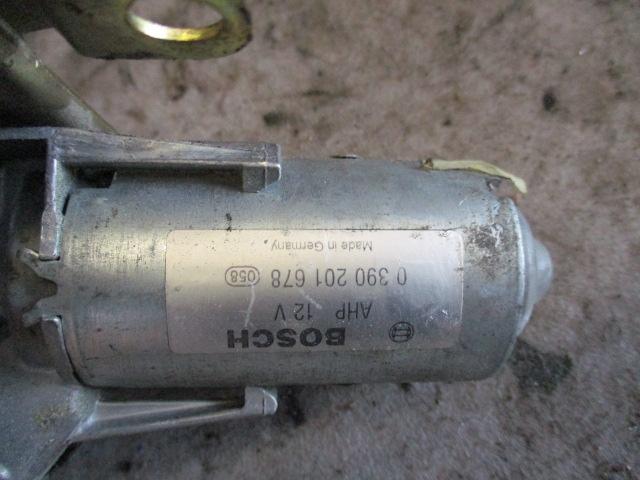 BOSCH
AHP 12 V
0 390 201 678 058
Made in Germany